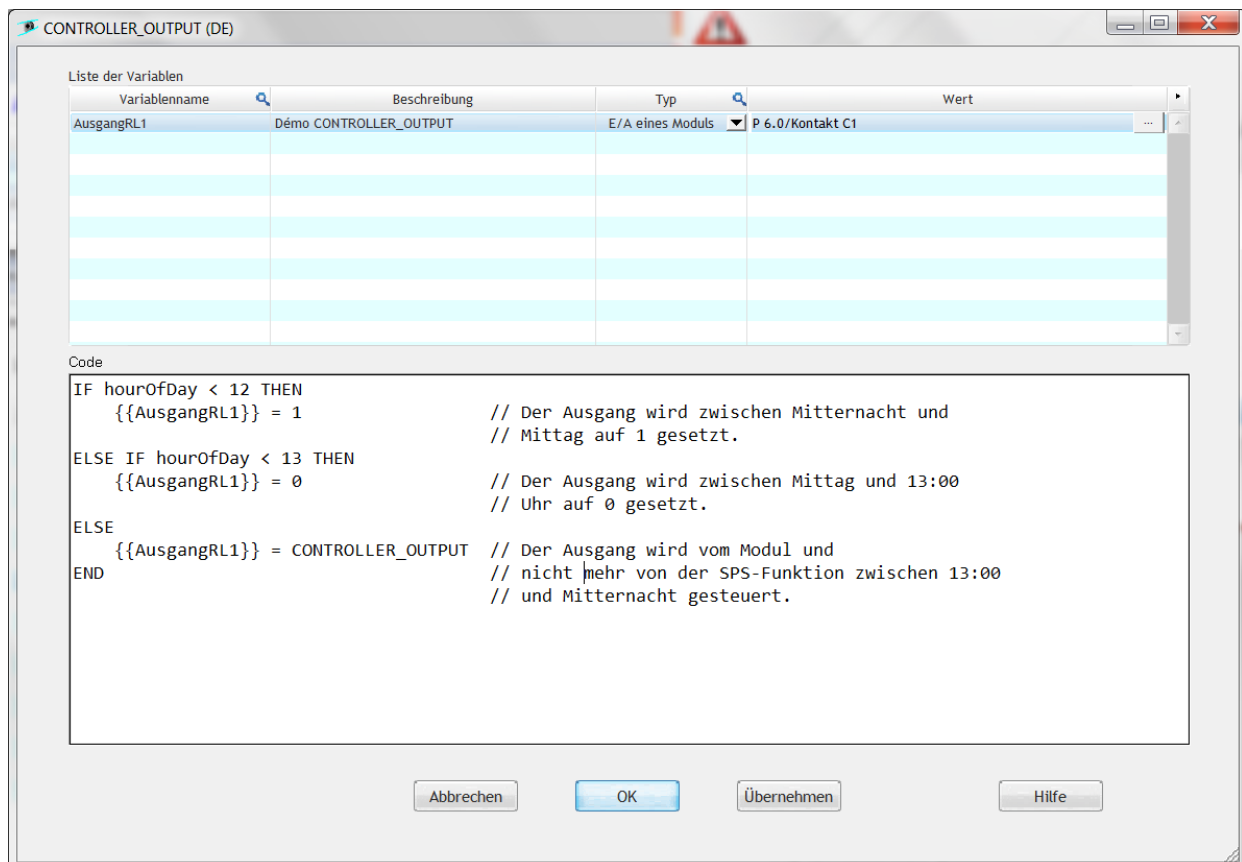 CONTROLLER_OUTPUT (DE)
Liste der Variablen
Variablenname Beschreibung Typ Wert
AusgangRL1 Démo CONTROLLER_OUTPUT E/A eines Moduls P 6.0/Kontakt C1 ...
Code
IF hourOfDay < 12 THEN
{{AusgangRL1}} = 1 // Der Ausgang wird zwischen Mitternacht und
// Mittag auf 1 gesetzt.
ELSE IF hourOfDay < 13 THEN
{{AusgangRL1}} = 0 // Der Ausgang wird zwischen Mittag und 13:00
// Uhr auf 0 gesetzt.
ELSE
{{AusgangRL1}} = CONTROLLER_OUTPUT // Der Ausgang wird vom Modul und
END // nicht mehr von der SPS-Funktion zwischen 13:00
// und Mitternacht gesteuert.
Abbrechen OK Übernehmen Hilfe